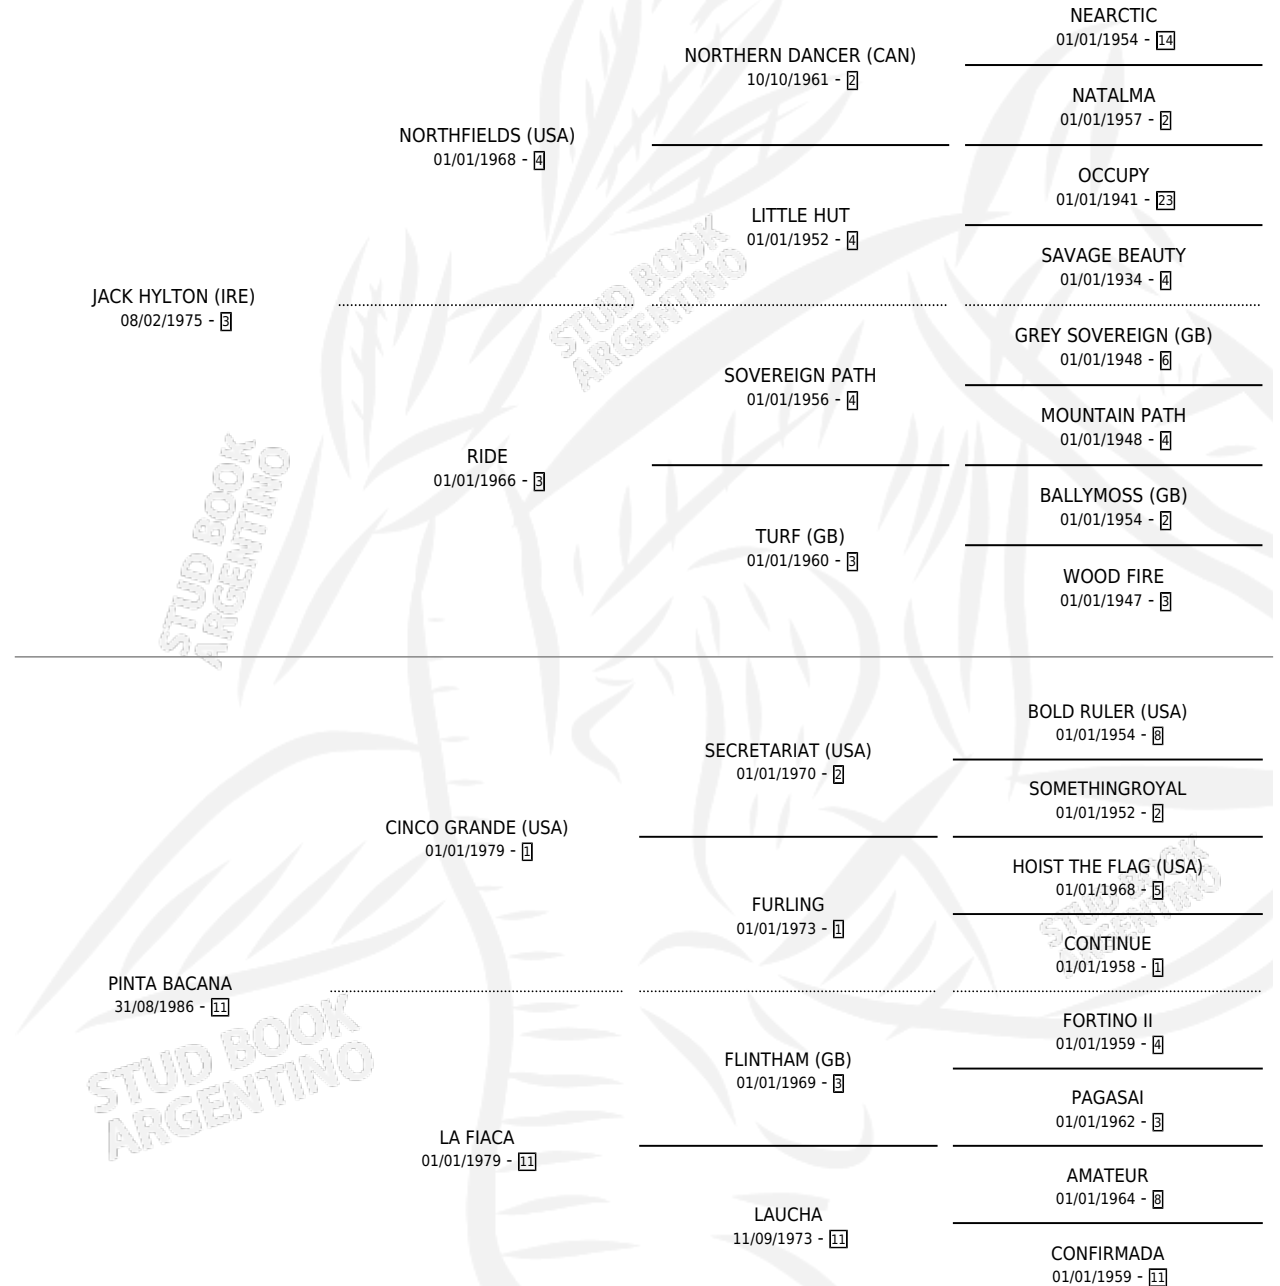 NEARCTIC
01/01/1954 - 14
NORTHERN DANCER (CAN)
10/10/1961 - 2
NATALMA
01/01/1957 - 2
NORTHFIELDS (USA)
01/01/1968 - 4
OCCUPY
01/01/1941 - 23
LITTLE HUT
01/01/1952 - 4
SAVAGE BEAUTY
01/01/1934 - 4
JACK HYLTON (IRE)
08/02/1975 - 3
GREY SOVEREIGN (GB)
01/01/1948 - 6
SOVEREIGN PATH
01/01/1956 - 4
MOUNTAIN PATH
01/01/1948 - 4
RIDE
01/01/1966 - 3
BALLYMOSS (GB)
01/01/1954 - 2
TURF (GB)
01/01/1960 - 3
WOOD FIRE
01/01/1947 - 3
BOLD RULER (USA)
01/01/1954 - 8
SECRETARIAT (USA)
01/01/1970 - 2
SOMETHINGROYAL
01/01/1952 - 2
CINCO GRANDE (USA)
01/01/1979 - 1
HOIST THE FLAG (USA)
01/01/1968 - 5
FURLING
01/01/1973 - 1
CONTINUE
01/01/1958 - 1
PINTA BACANA
31/08/1986 - 11
FORTINO II
01/01/1959 - 4
FLINTHAM (GB)
01/01/1969 - 3
PAGASAI
01/01/1962 - 3
LA FIACA
01/01/1979 - 11
AMATEUR
01/01/1964 - 8
LAUCHA
11/09/1973 - 11
CONFIRMADA
01/01/1959 - 11
STUD BOOK
ARGENTINO
STUD BOOK
ARGENTINO
STUD BOOK
ARGENTINO
STUD BOOK
ARGENTINO